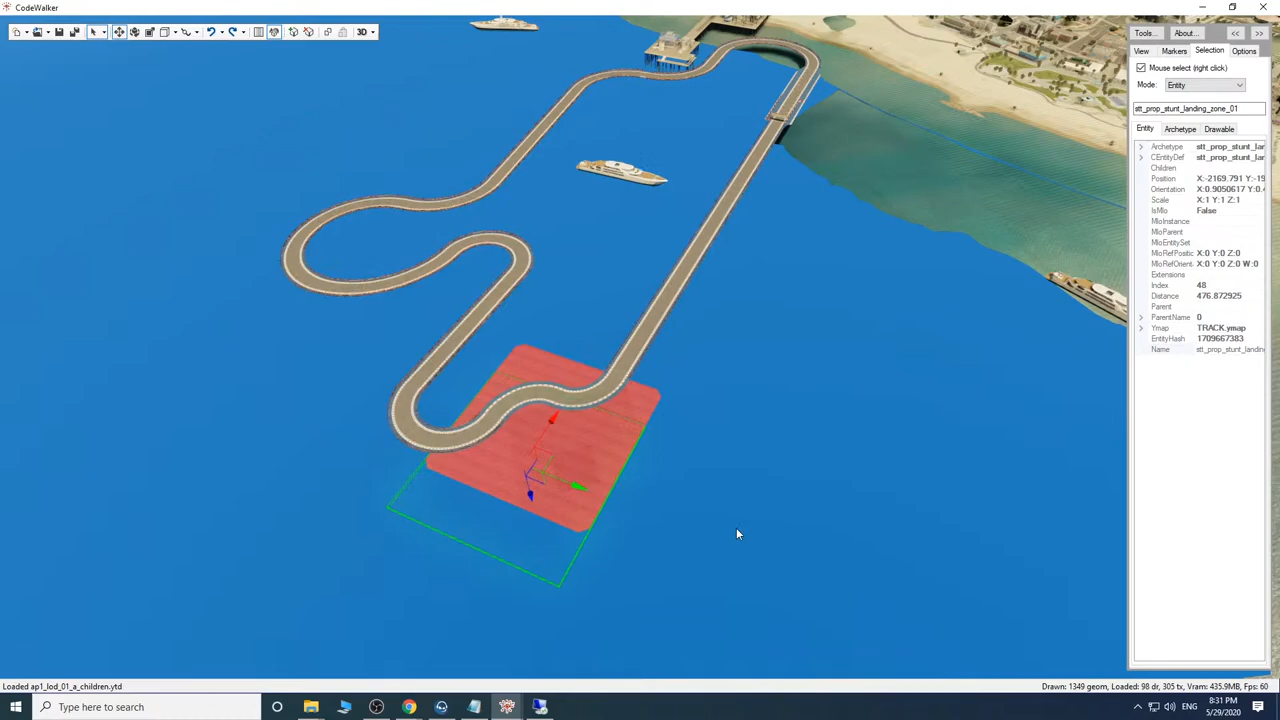 CodeWalker
3D
Tools... About... << >>
View Markers Selection Options
Mouse select (right click)
Mode: Entity
stt_prop_stunt_landing_zone_01
Entity Archetype Drawable
Archetype stt_prop_stunt_lan
CEntityDef stt_prop_stunt_lan
Children
Position X:-2169.791 Y:-19
Orientation X:0.9050617 Y:0.4
Scale X:1 Y:1 Z:1
IsMlo False
MloInstance
MloParent
MloEntitySet
MloRefPositic X:0 Y:0 Z:0
MloRefOrient X:0 Y:0 Z:0 W:0
Extensions
Index 48
Distance 476.872925
Parent
ParentName 0
Ymap TRACK.ymap
EntityHash 1709667383
Name stt_prop_stunt_landin
Loaded ap1_lod_01_a_children.ytd
Drawn: 1349 geom, Loaded: 98 dr, 305 tx, Vram: 435.9MB, Fps: 60
Type here to search
ENG
8:31 PM
5/29/2020